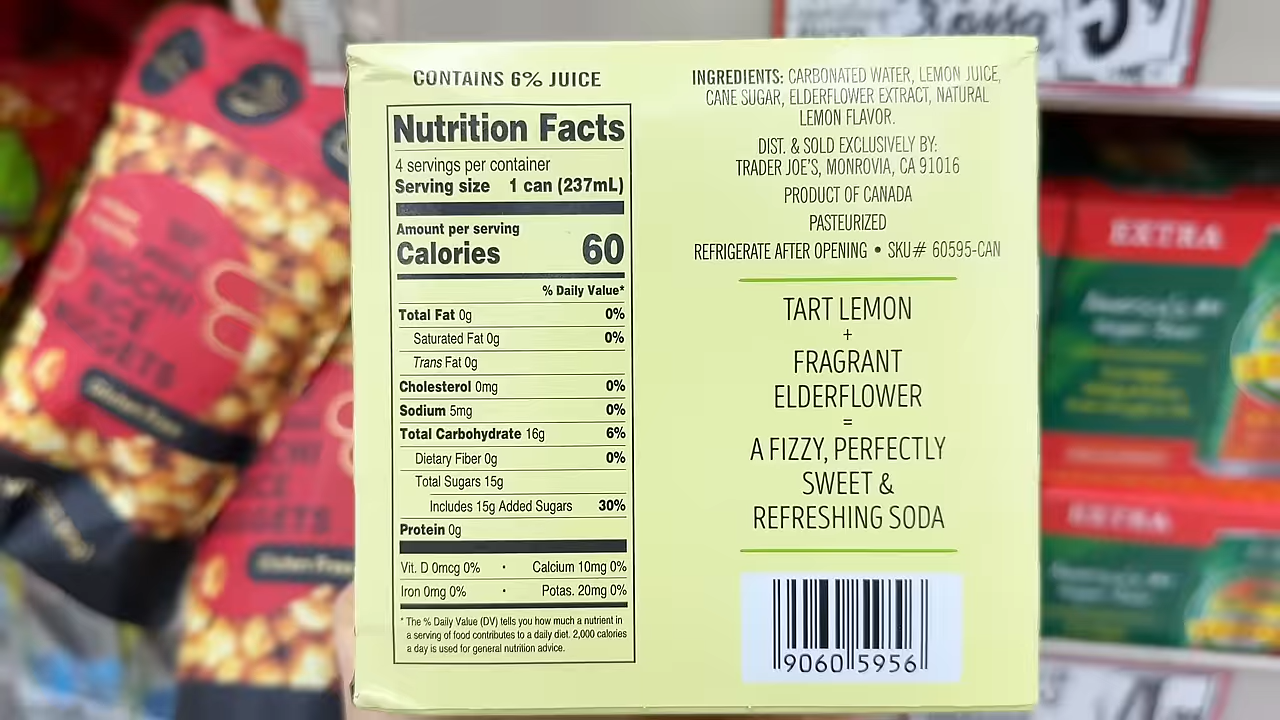 CONTAINS 6% JUICE
Nutrition Facts
4 servings per container
Serving size 1 can (237mL)
Amount per serving
Calories 60
% Daily Value*
Total Fat 0g 0%
Saturated Fat 0g 0%
Trans Fat 0g
Cholesterol 0mg 0%
Sodium 5mg 0%
Total Carbohydrate 16g 6%
Dietary Fiber 0g 0%
Total Sugars 15g
Includes 15g Added Sugars 30%
Protein 0g
Vit. D 0mcg 0% • Calcium 10mg 0%
Iron 0mg 0% • Potas. 20mg 0%
* The % Daily Value (DV) tells you how much a nutrient in
a serving of food contributes to a daily diet. 2,000 calories
a day is used for general nutrition advice.
INGREDIENTS: CARBONATED WATER, LEMON JUICE,
CANE SUGAR, ELDERFLOWER EXTRACT, NATURAL
LEMON FLAVOR.
DIST. & SOLD EXCLUSIVELY BY:
TRADER JOE'S, MONROVIA, CA 91016
PRODUCT OF CANADA
PASTEURIZED
REFRIGERATE AFTER OPENING • SKU# 60595-CAN
TART LEMON
+
FRAGRANT
ELDERFLOWER
=
A FIZZY, PERFECTLY
SWEET &
REFRESHING SODA
9060 5956
MOCHI
RICE
NUGGETS
Gluten Free
Gluten Free
EXTRA
EXTRA